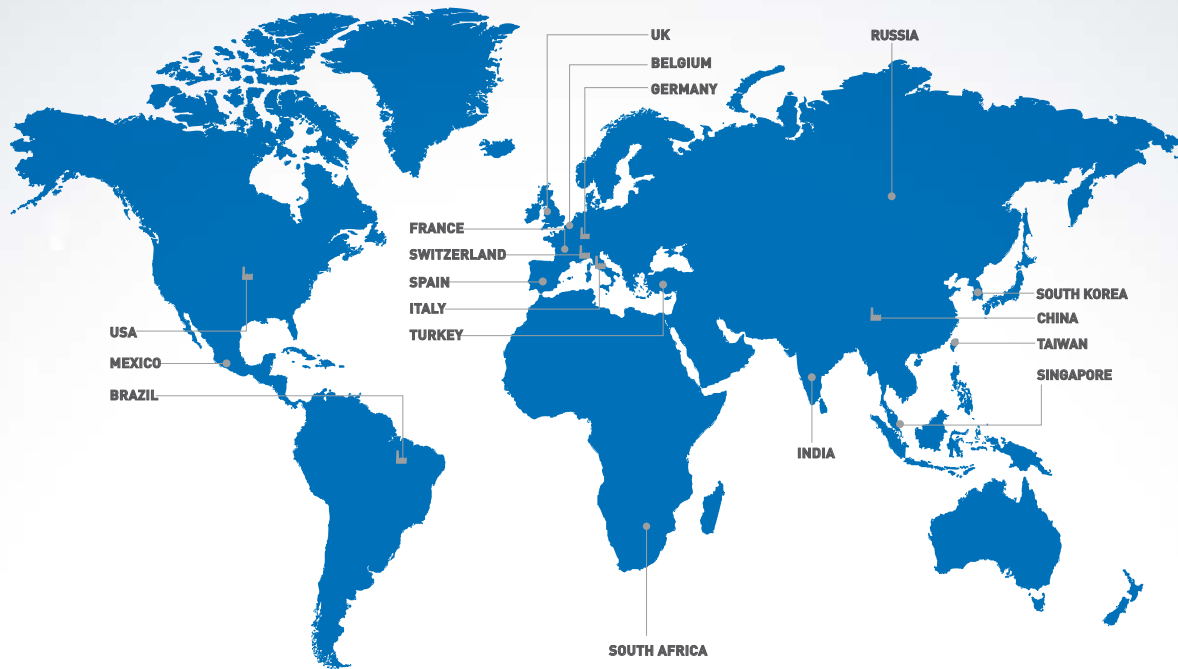 UK
BELGIUM
GERMANY
RUSSIA
FRANCE
SWITZERLAND
SPAIN
ITALY
TURKEY
USA
MEXICO
BRAZIL
SOUTH KOREA
CHINA
TAIWAN
SINGAPORE
INDIA
SOUTH AFRICA